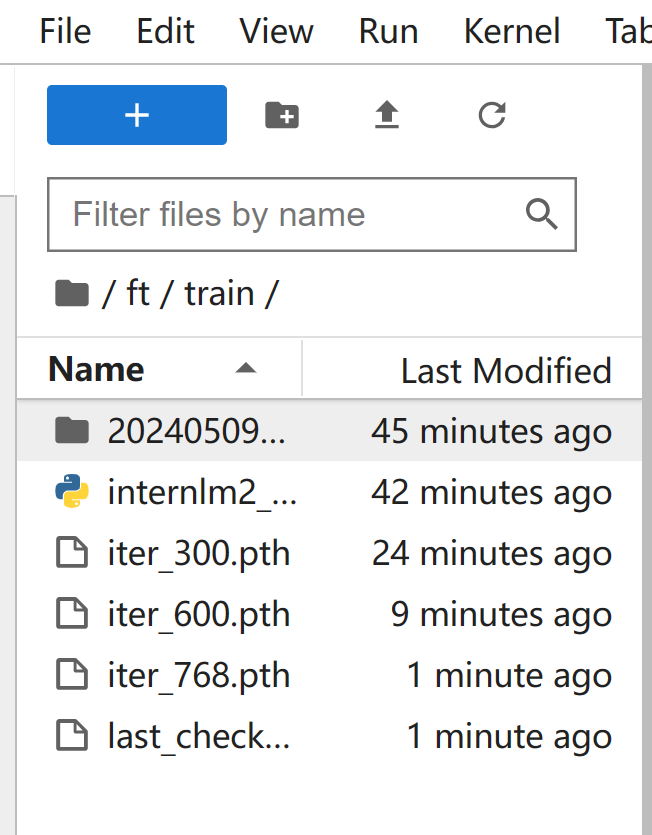 File Edit View Run Kernel Tab
Filter files by name
/ ft / train /
Name Last Modified
20240509... 45 minutes ago
internlm2_... 42 minutes ago
iter_300.pth 24 minutes ago
iter_600.pth 9 minutes ago
iter_768.pth 1 minute ago
last_check... 1 minute ago